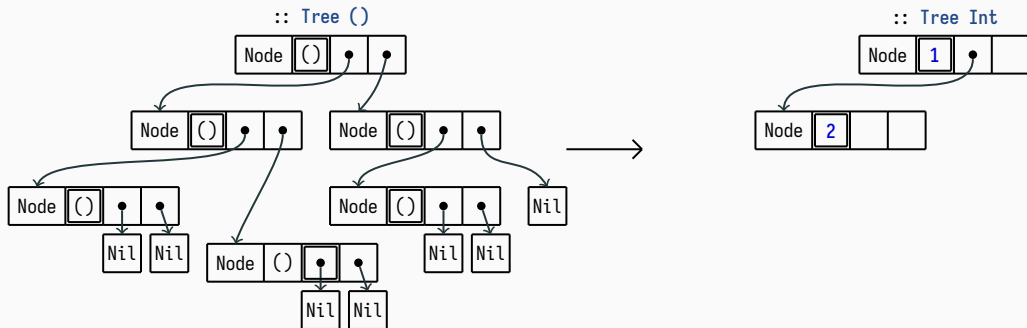 :: Tree () :: Tree Int
Node () Node 1
Node () Node () Node 2
Node () Node () Nil
Nil Nil Node () Nil Nil
Nil Nil